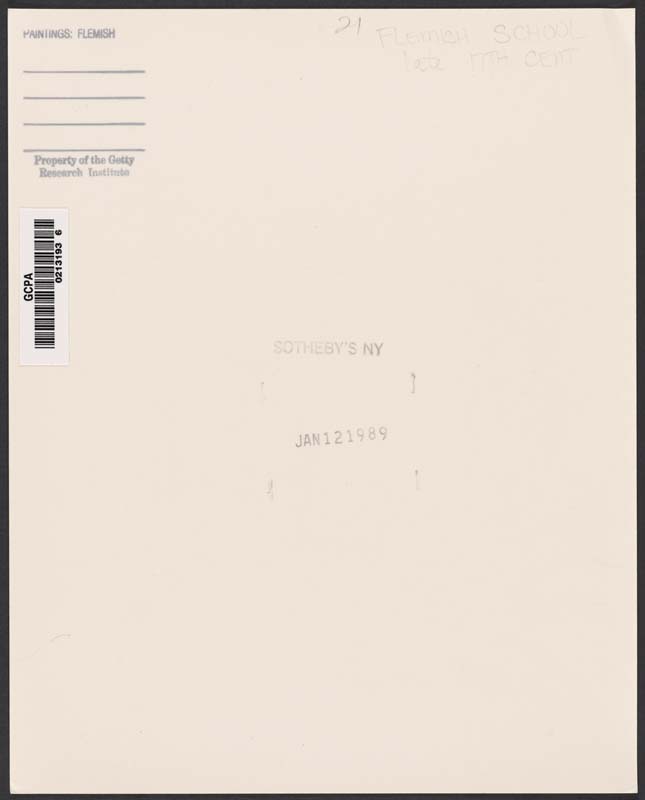 PAINTINGS: FLEMISH
21
FLEMISH SCHOOL
late 17TH CENT
Property of the Getty
Research Institute
GCPA
0213193 6
SOTHEBY'S NY
JAN 12 1989